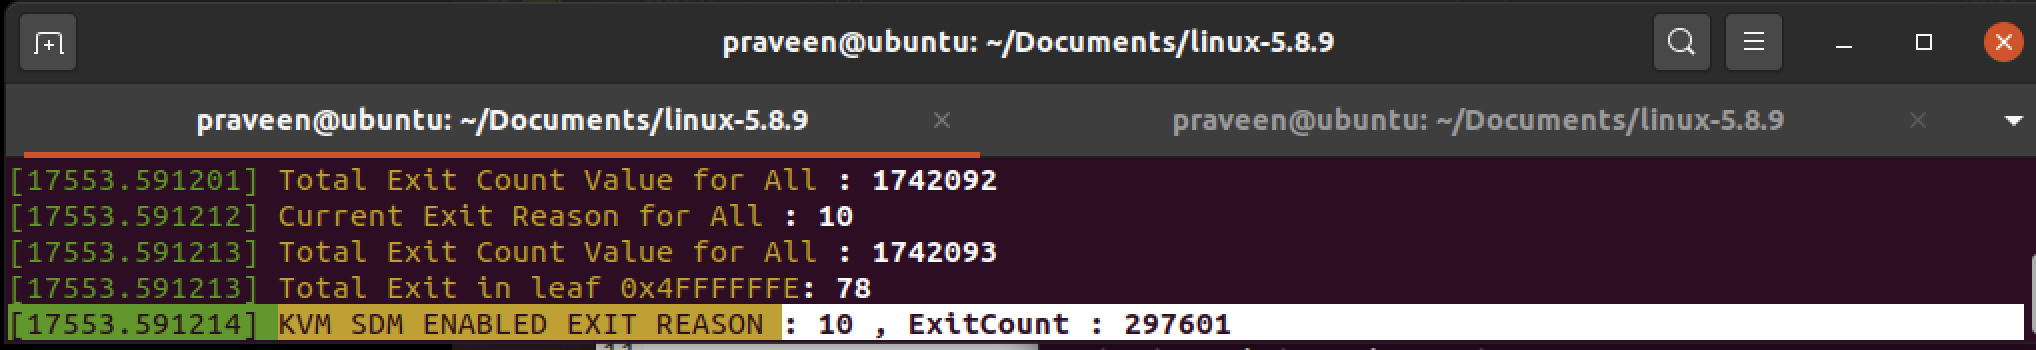 praveen@ubuntu: ~/Documents/linux-5.8.9
praveen@ubuntu: ~/Documents/linux-5.8.9
praveen@ubuntu: ~/Documents/linux-5.8.9
[17553.591201] Total Exit Count Value for All : 1742092
[17553.591212] Current Exit Reason for All : 10
[17553.591213] Total Exit Count Value for All : 1742093
[17553.591213] Total Exit in leaf 0x4FFFFFFE: 78
[17553.591214] KVM SDM ENABLED EXIT REASON : 10 , ExitCount : 297601